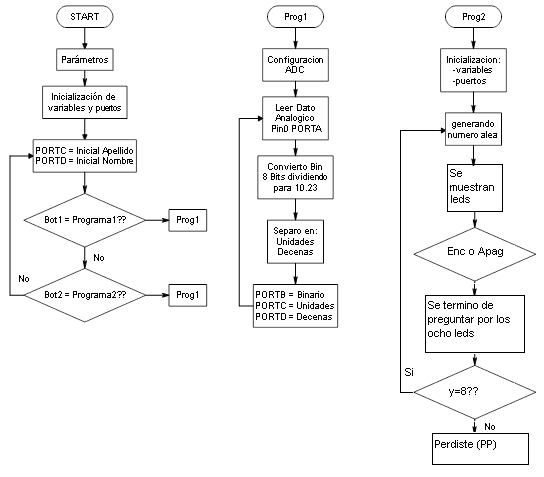 START
Parámetros
Inicialización de
variables y puertos
PORTC = Inicial Apellido
PORTD = Inicial Nombre
Bot1 = Programa1??
Prog1
No
Bot2 = Programa2??
Prog1
No
Prog1
Configuracion
ADC
Leer Dato
Analogico
Pin0 PORTA
Convierto Bin
8 Bits dividiendo
para 10.23
Separo en:
Unidades
Decenas
PORTB = Binario
PORTC = Unidades
PORTD = Decenas
Prog2
Inicializacion:
-variables
-puertos
generando
numero alea
Se
muestran
leds
Enc o Apag
Se termino de
preguntar por los
ocho leds
Si
y=8??
No
Perdiste (PP)